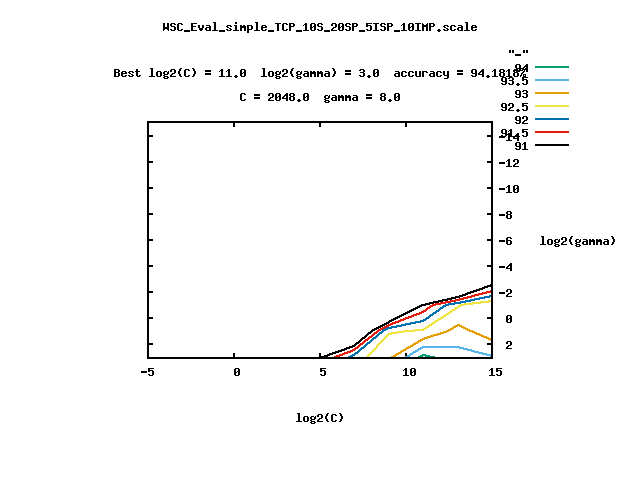 WSC_Eval_simple_TCP_10S_20SP_5ISP_10IMP.scale
"-"
Best log2(C) = 11.0  log2(gamma) = 3.0  accuracy = 94.1818%
C = 2048.0  gamma = 8.0
94
93.5
93
92.5
92
91.5
91
-14
-12
-10
-8
-6
-4
-2
0
2
log2(gamma)
-5 0 5 10 15
log2(C)